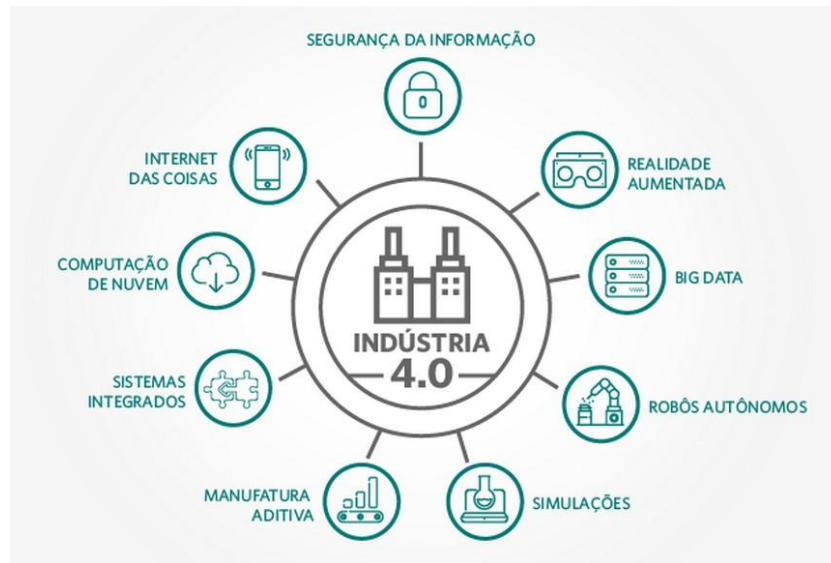 SEGURANÇA DA INFORMAÇÃO
INTERNET
DAS COISAS
REALIDADE
AUMENTADA
COMPUTAÇÃO
DE NUVEM
BIG DATA
INDÚSTRIA
4.0
SISTEMAS
INTEGRADOS
ROBÔS AUTÔNOMOS
MANUFATURA
ADITIVA
SIMULAÇÕES